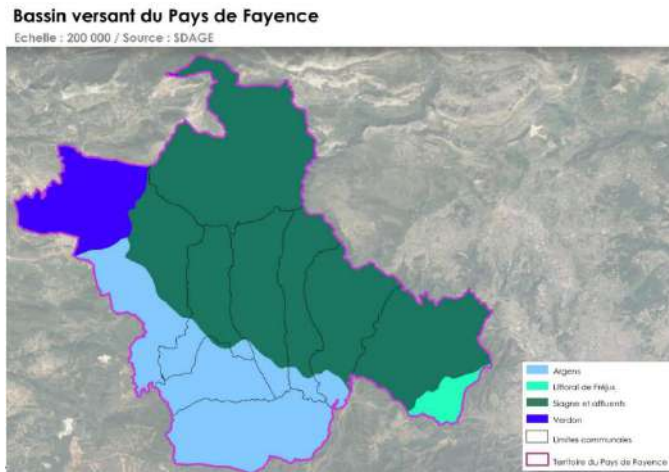 Bassin versant du Pays de Fayence
Echelle : 200 000 / Source : SDAGE
Argens
Littoral de Fréjus
Siagne et affluents
Verdon
Limites communales
Territoire du Pays de Fayence